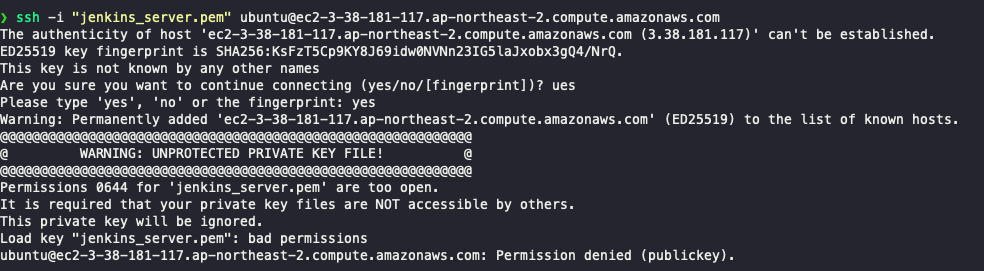 ❯ ssh -i "jenkins_server.pem" ubuntu@ec2-3-38-181-117.ap-northeast-2.compute.amazonaws.com
The authenticity of host 'ec2-3-38-181-117.ap-northeast-2.compute.amazonaws.com (3.38.181.117)' can't be established.
ED25519 key fingerprint is SHA256:KsFzT5Cp9KY8J69idw0NVNn23IG5laJxobx3gQ4/NrQ.
This key is not known by any other names
Are you sure you want to continue connecting (yes/no/[fingerprint])? ues
Please type 'yes', 'no' or the fingerprint: yes
Warning: Permanently added 'ec2-3-38-181-117.ap-northeast-2.compute.amazonaws.com' (ED25519) to the list of known hosts.
@@@@@@@@@@@@@@@@@@@@@@@@@@@@@@@@@@@@@@@@@@@@@@@@@@@@@@@@@@@
@         WARNING: UNPROTECTED PRIVATE KEY FILE!          @
@@@@@@@@@@@@@@@@@@@@@@@@@@@@@@@@@@@@@@@@@@@@@@@@@@@@@@@@@@@
Permissions 0644 for 'jenkins_server.pem' are too open.
It is required that your private key files are NOT accessible by others.
This private key will be ignored.
Load key "jenkins_server.pem": bad permissions
ubuntu@ec2-3-38-181-117.ap-northeast-2.compute.amazonaws.com: Permission denied (publickey).